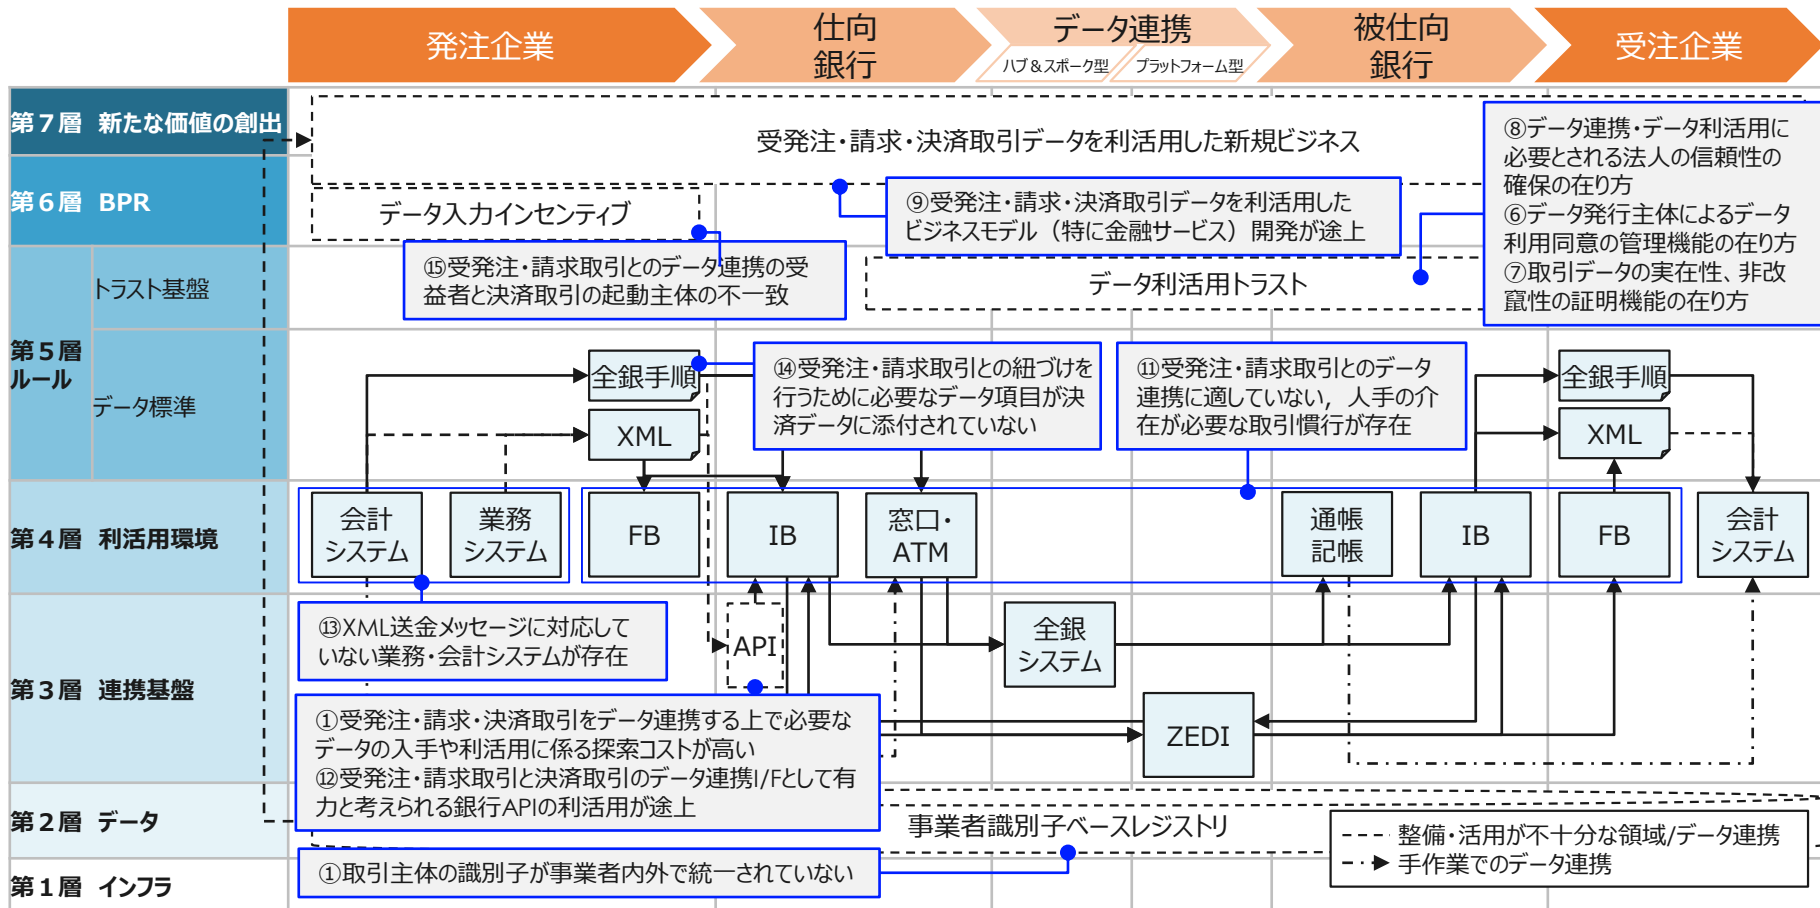 発注企業
仕向
銀行
データ連携
ハブ＆スポーク型
プラットフォーム型
被仕向
銀行
受注企業
第７層 新たな価値の創出
受発注・請求・決済取引データを利活用した新規ビジネス
⑧データ連携・データ利活用に
必要とされる法人の信頼性の
確保の在り方
⑥データ発行主体によるデータ
利用同意の管理機能の在り方
⑦取引データの実在性、非改
竄性の証明機能の在り方
第６層 BPR
データ入力インセンティブ
⑨受発注・請求・決済取引データを利活用した
ビジネスモデル（特に金融サービス）開発が途上
第５層
ルール
トラスト基盤
⑮受発注・請求取引とのデータ連携の受
益者と決済取引の起動主体の不一致
データ利活用トラスト
データ標準
全銀手順
XML
⑭受発注・請求取引との紐づけを
行うために必要なデータ項目が決
済データに添付されていない
⑪受発注・請求取引とのデータ
連携に適していない，人手の介
在が必要な取引慣行が存在
全銀手順
XML
第４層 利活用環境
会計
システム
業務
システム
FB
IB
窓口・
ATM
通帳
記帳
IB
FB
会計
システム
第３層 連携基盤
⑬XML送金メッセージに対応して
いない業務・会計システムが存在
API
全銀
システム
ZEDI
①受発注・請求・決済取引をデータ連携する上で必要な
データの入手や利活用に係る探索コストが高い
⑫受発注・請求取引と決済取引のデータ連携I/Fとして有
力と考えられる銀行APIの利活用が途上
第２層 データ
事業者識別子ベースレジストリ
整備・活用が不十分な領域/データ連携
手作業でのデータ連携
第１層 インフラ
①取引主体の識別子が事業者内外で統一されていない